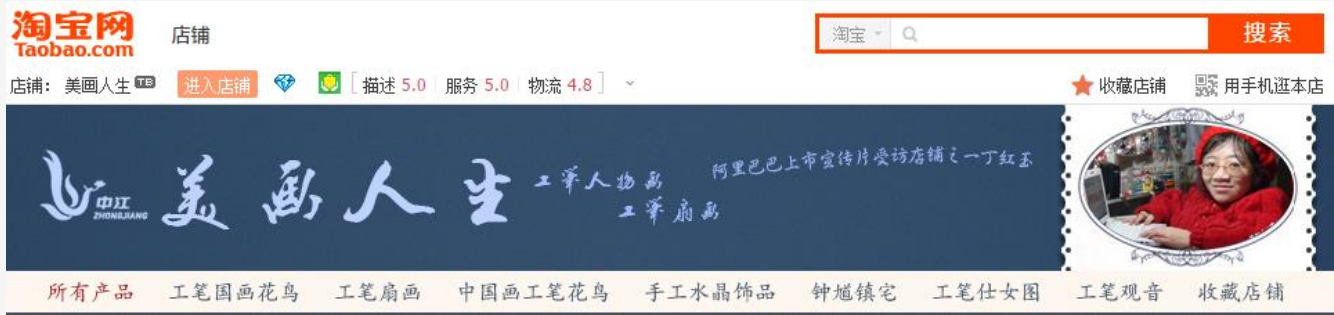 淘宝网
Taobao.com
店铺
淘宝
搜索
店铺： 美画人生 TB 进入店铺 [ 描述 5.0 服务 5.0 物流 4.8 ]
收藏店铺 用手机逛本店
中江
ZHONGJIANG
美画人生
工笔人物画
工笔扇画
阿里巴巴上市宣传片受访店铺之一丁红玉
所有产品 工笔国画花鸟 工笔扇画 中国画工笔花鸟 手工水晶饰品 钟馗镇宅 工笔仕女图 工笔观音 收藏店铺